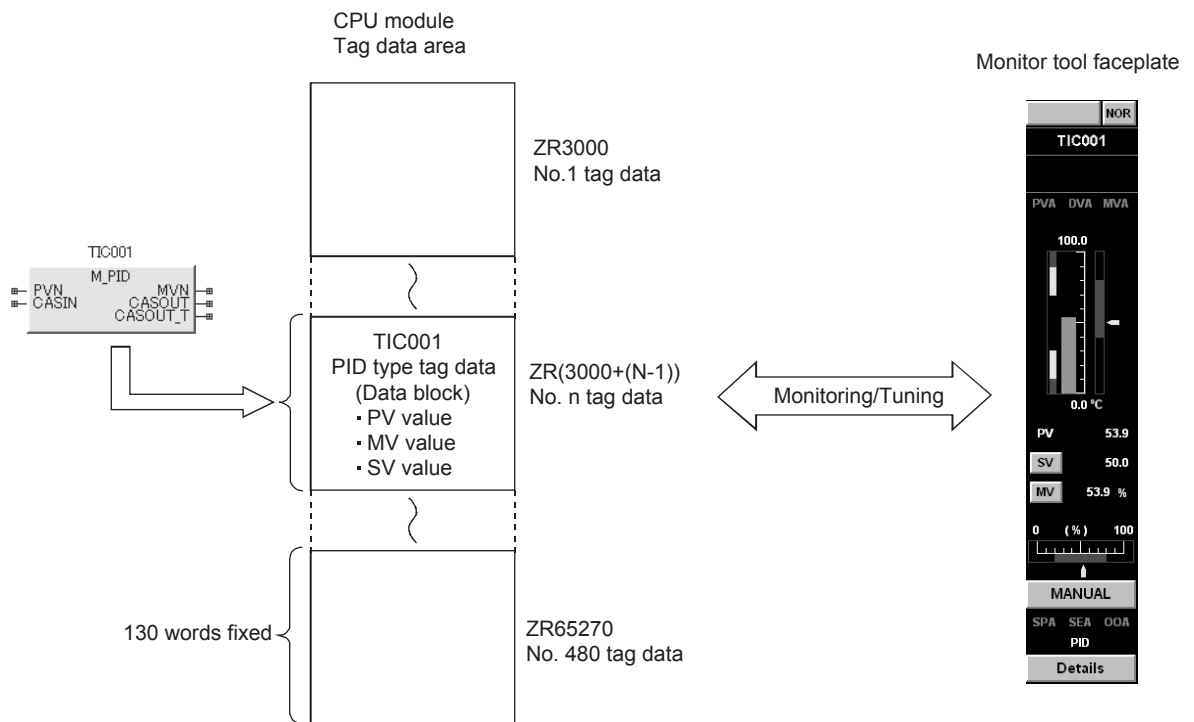 CPU module
Tag data area
Monitor tool faceplate
ZR3000
No.1 tag data
TIC001
M_PID
PVN
CASIN
MVN
CASOUT
CASOUT_T
TIC001
PID type tag data
(Data block)
・PV value
・MV value
・SV value
ZR(3000+(N-1))
No. n tag data
Monitoring/Tuning
130 words fixed
ZR65270
No. 480 tag data
NOR
TIC001
PVA DVA MVA
100.0
0.0 °C
PV 53.9
SV 50.0
MV 53.9 %
0 (%) 100
MANUAL
SPA SEA OOA
PID
Details